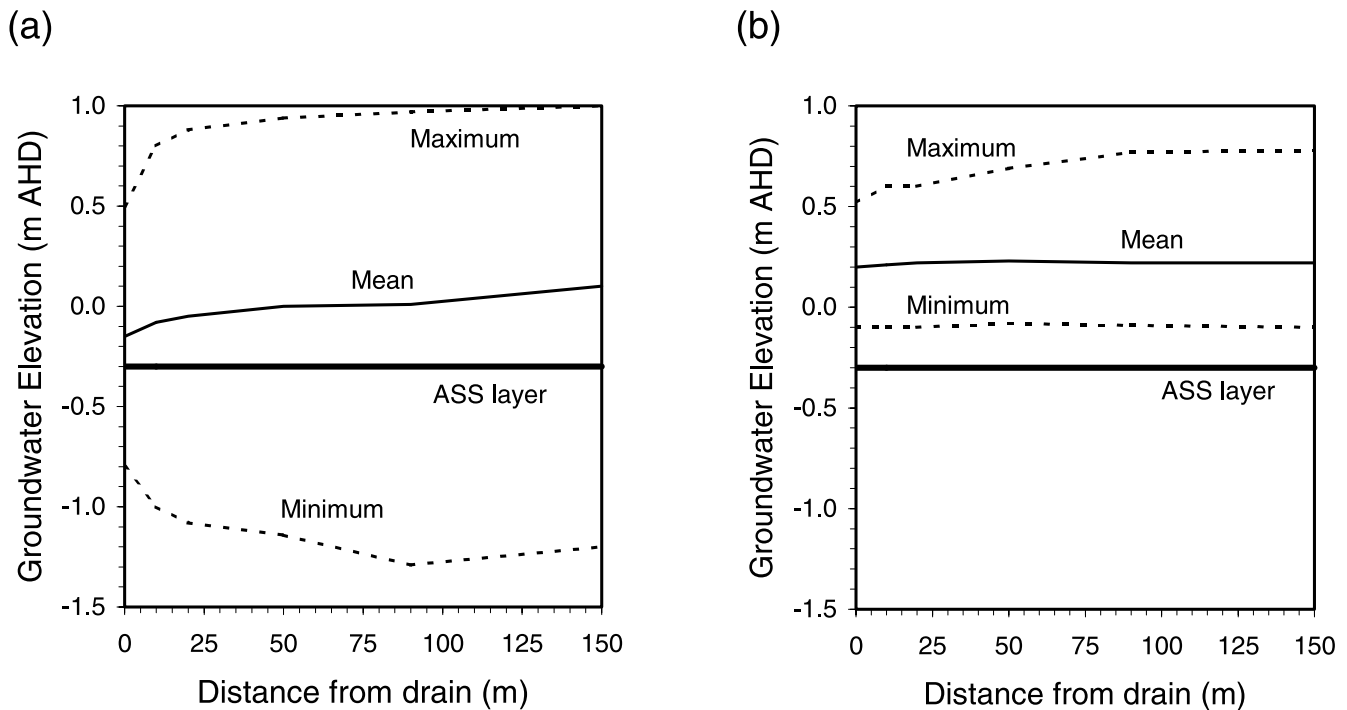 (a)
Groundwater Elevation (m AHD)
1.0
0.5
0.0
-0.5
-1.0
-1.5
Maximum
Mean
ASS layer
Minimum
0 25 50 75 100 125 150
Distance from drain (m)
(b)
Groundwater Elevation (m AHD)
1.0
0.5
0.0
-0.5
-1.0
-1.5
Maximum
Mean
Minimum
ASS layer
0 25 50 75 100 125 150
Distance from drain (m)